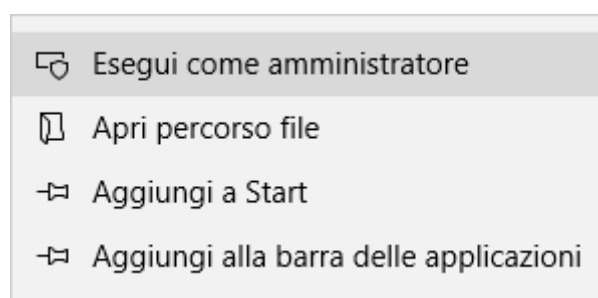 Esegui come amministratore
Apri percorso file
Aggiungi a Start
Aggiungi alla barra delle applicazioni